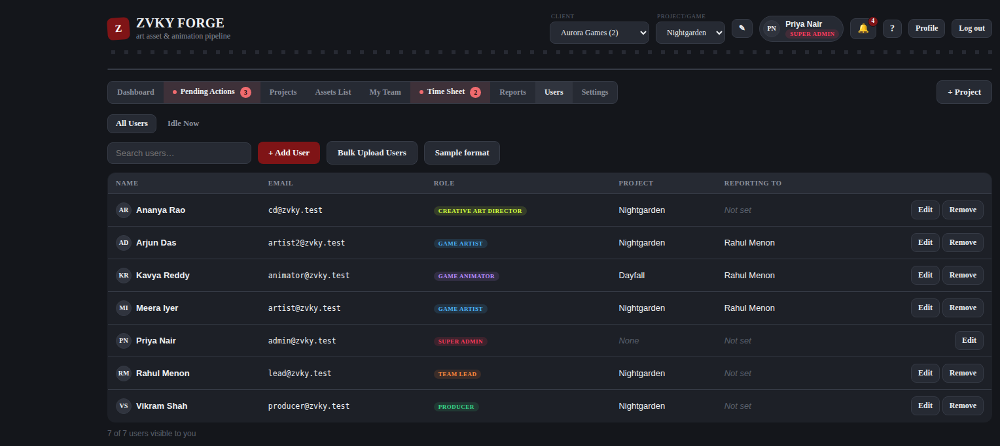 Z
ZVKY FORGE
art asset & animation pipeline
CLIENT
Aurora Games (2)
PROJECT/GAME
Nightgarden
PN
Priya Nair
SUPER ADMIN
4
?
Profile
Log out
Dashboard
Pending Actions 3
Projects
Assets List
My Team
Time Sheet 2
Reports
Users
Settings
+ Project
All Users
Idle Now
Search users…
+ Add User
Bulk Upload Users
Sample format
NAME EMAIL ROLE PROJECT REPORTING TO
AR Ananya Rao cd@zvky.test CREATIVE ART DIRECTOR Nightgarden Not set Edit Remove
AD Arjun Das artist2@zvky.test GAME ARTIST Nightgarden Rahul Menon Edit Remove
KR Kavya Reddy animator@zvky.test GAME ANIMATOR Dayfall Rahul Menon Edit Remove
MI Meera Iyer artist@zvky.test GAME ARTIST Nightgarden Rahul Menon Edit Remove
PN Priya Nair admin@zvky.test SUPER ADMIN None Not set Edit
RM Rahul Menon lead@zvky.test TEAM LEAD Nightgarden Not set Edit Remove
VS Vikram Shah producer@zvky.test PRODUCER Nightgarden Not set Edit Remove
7 of 7 users visible to you